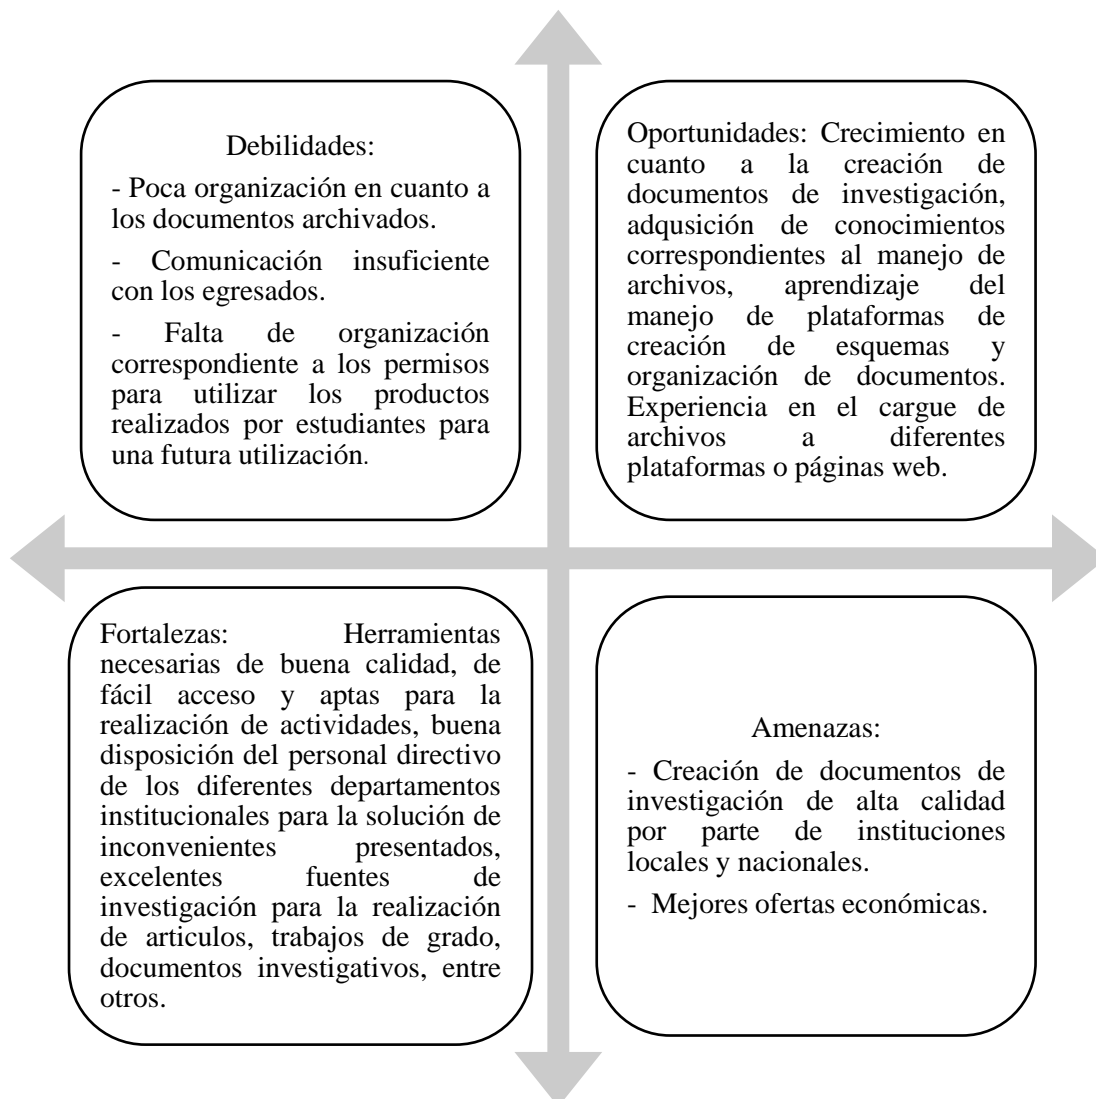 Debilidades:
- Poca organización en cuanto a
los documentos archivados.
- Comunicación insuficiente
con los egresados.
- Falta de organización
correspondiente a los permisos
para utilizar los productos
realizados por estudiantes para
una futura utilización.
Oportunidades: Crecimiento en
cuanto a la creación de
documentos de investigación,
adqusición de conocimientos
correspondientes al manejo de
archivos, aprendizaje del
manejo de plataformas de
creación de esquemas y
organización de documentos.
Experiencia en el cargue de
archivos a diferentes
plataformas o páginas web.
Fortalezas: Herramientas
necesarias de buena calidad, de
fácil acceso y aptas para la
realización de actividades, buena
disposición del personal directivo
de los diferentes departamentos
institucionales para la solución de
inconvenientes presentados,
excelentes fuentes de
investigación para la realización
de articulos, trabajos de grado,
documentos investigativos, entre
otros.
Amenazas:
- Creación de documentos de
investigación de alta calidad
por parte de instituciones
locales y nacionales.
- Mejores ofertas económicas.